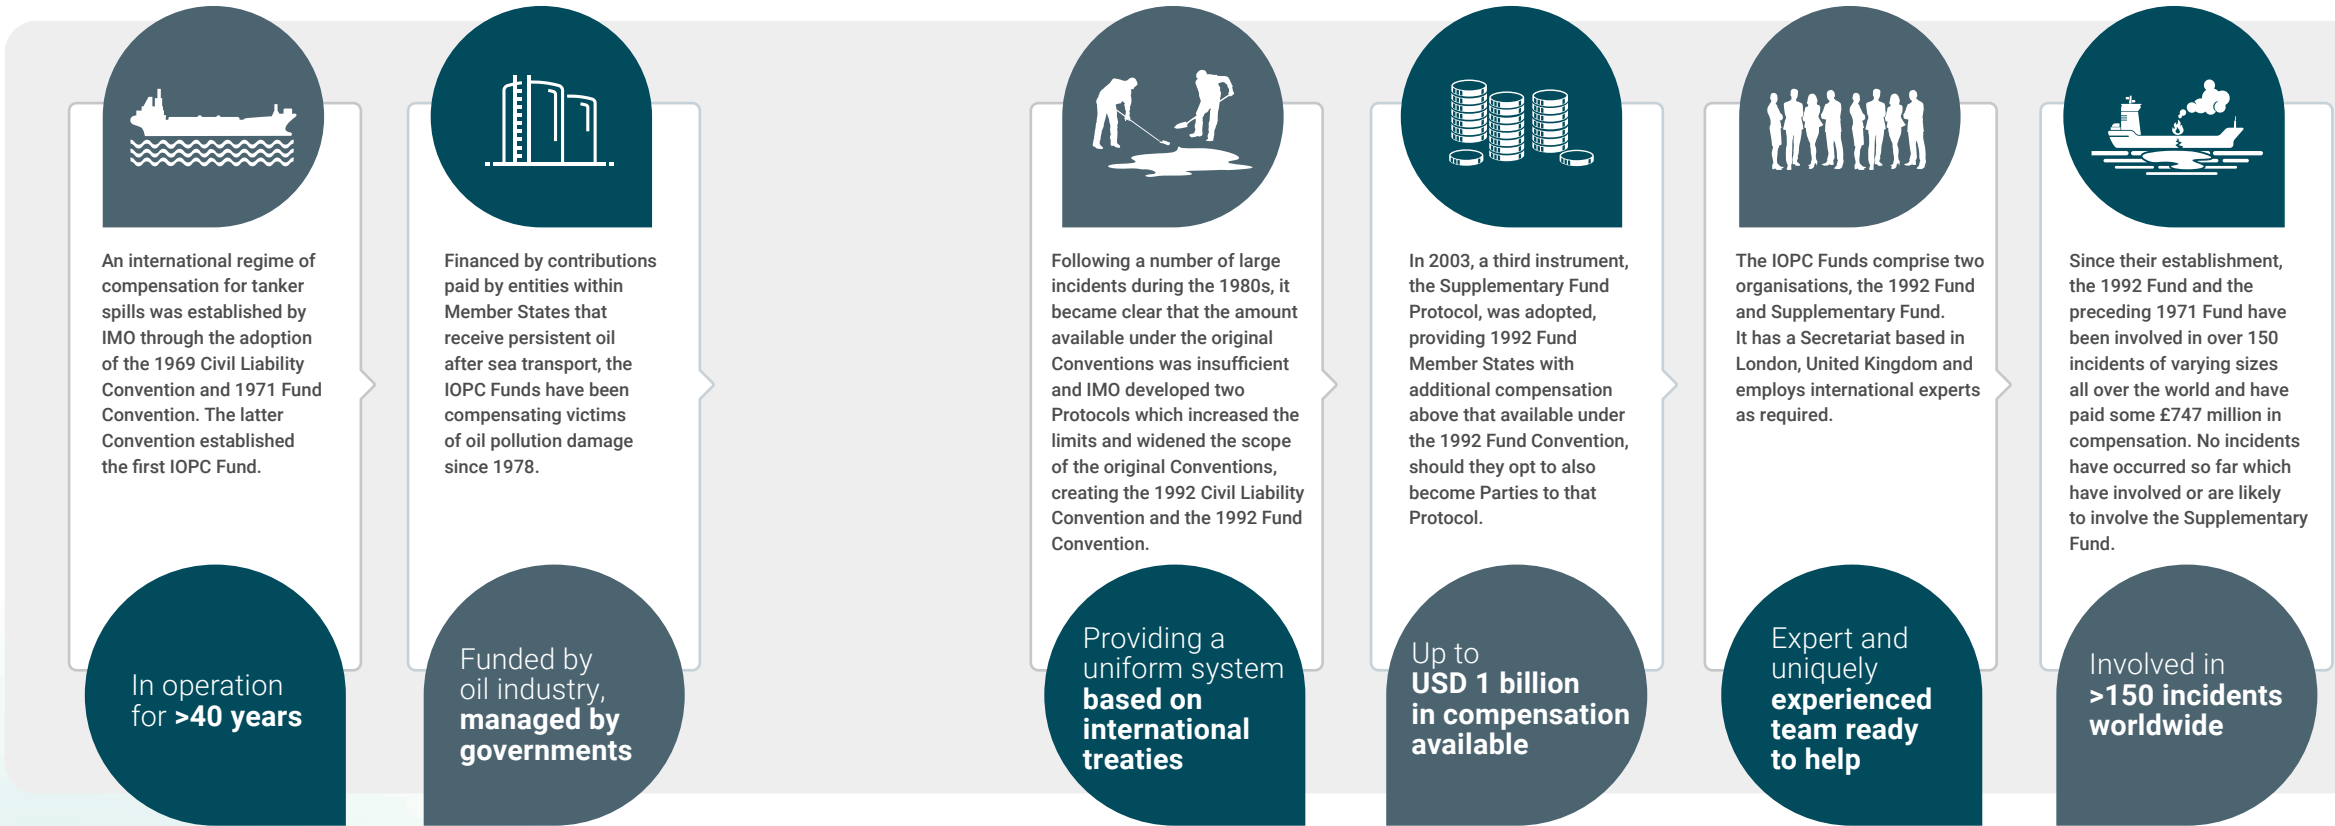 An international regime of
compensation for tanker
spills was established by
IMO through the adoption
of the 1969 Civil Liability
Convention and 1971 Fund
Convention. The latter
Convention established
the first IOPC Fund.
In operation
for >40 years
Financed by contributions
paid by entities within
Member States that
receive persistent oil
after sea transport, the
IOPC Funds have been
compensating victims
of oil pollution damage
since 1978.
Funded by
oil industry,
managed by
governments
Following a number of large
incidents during the 1980s, it
became clear that the amount
available under the original
Conventions was insufficient
and IMO developed two
Protocols which increased the
limits and widened the scope
of the original Conventions,
creating the 1992 Civil Liability
Convention and the 1992 Fund
Convention.
Providing a
uniform system
based on
international
treaties
In 2003, a third instrument,
the Supplementary Fund
Protocol, was adopted,
providing 1992 Fund
Member States with
additional compensation
above that available under
the 1992 Fund Convention,
should they opt to also
become Parties to that
Protocol.
Up to
USD 1 billion
in compensation
available
The IOPC Funds comprise two
organisations, the 1992 Fund
and Supplementary Fund.
It has a Secretariat based in
London, United Kingdom and
employs international experts
as required.
Expert and
uniquely
experienced
team ready
to help
Since their establishment,
the 1992 Fund and the
preceding 1971 Fund have
been involved in over 150
incidents of varying sizes
all over the world and have
paid some £747 million in
compensation. No incidents
have occurred so far which
have involved or are likely
to involve the Supplementary
Fund.
Involved in
>150 incidents
worldwide